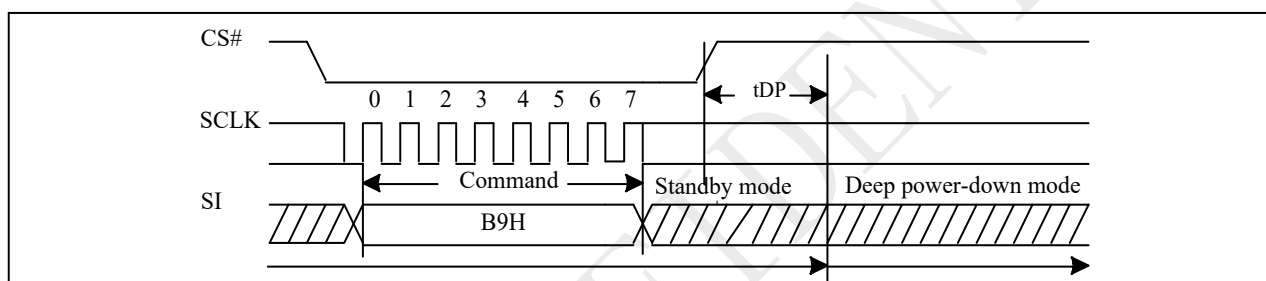 CS#
tDP
0 1 2 3 4 5 6 7
SCLK
Command
Standby mode
Deep power-down mode
SI
B9H